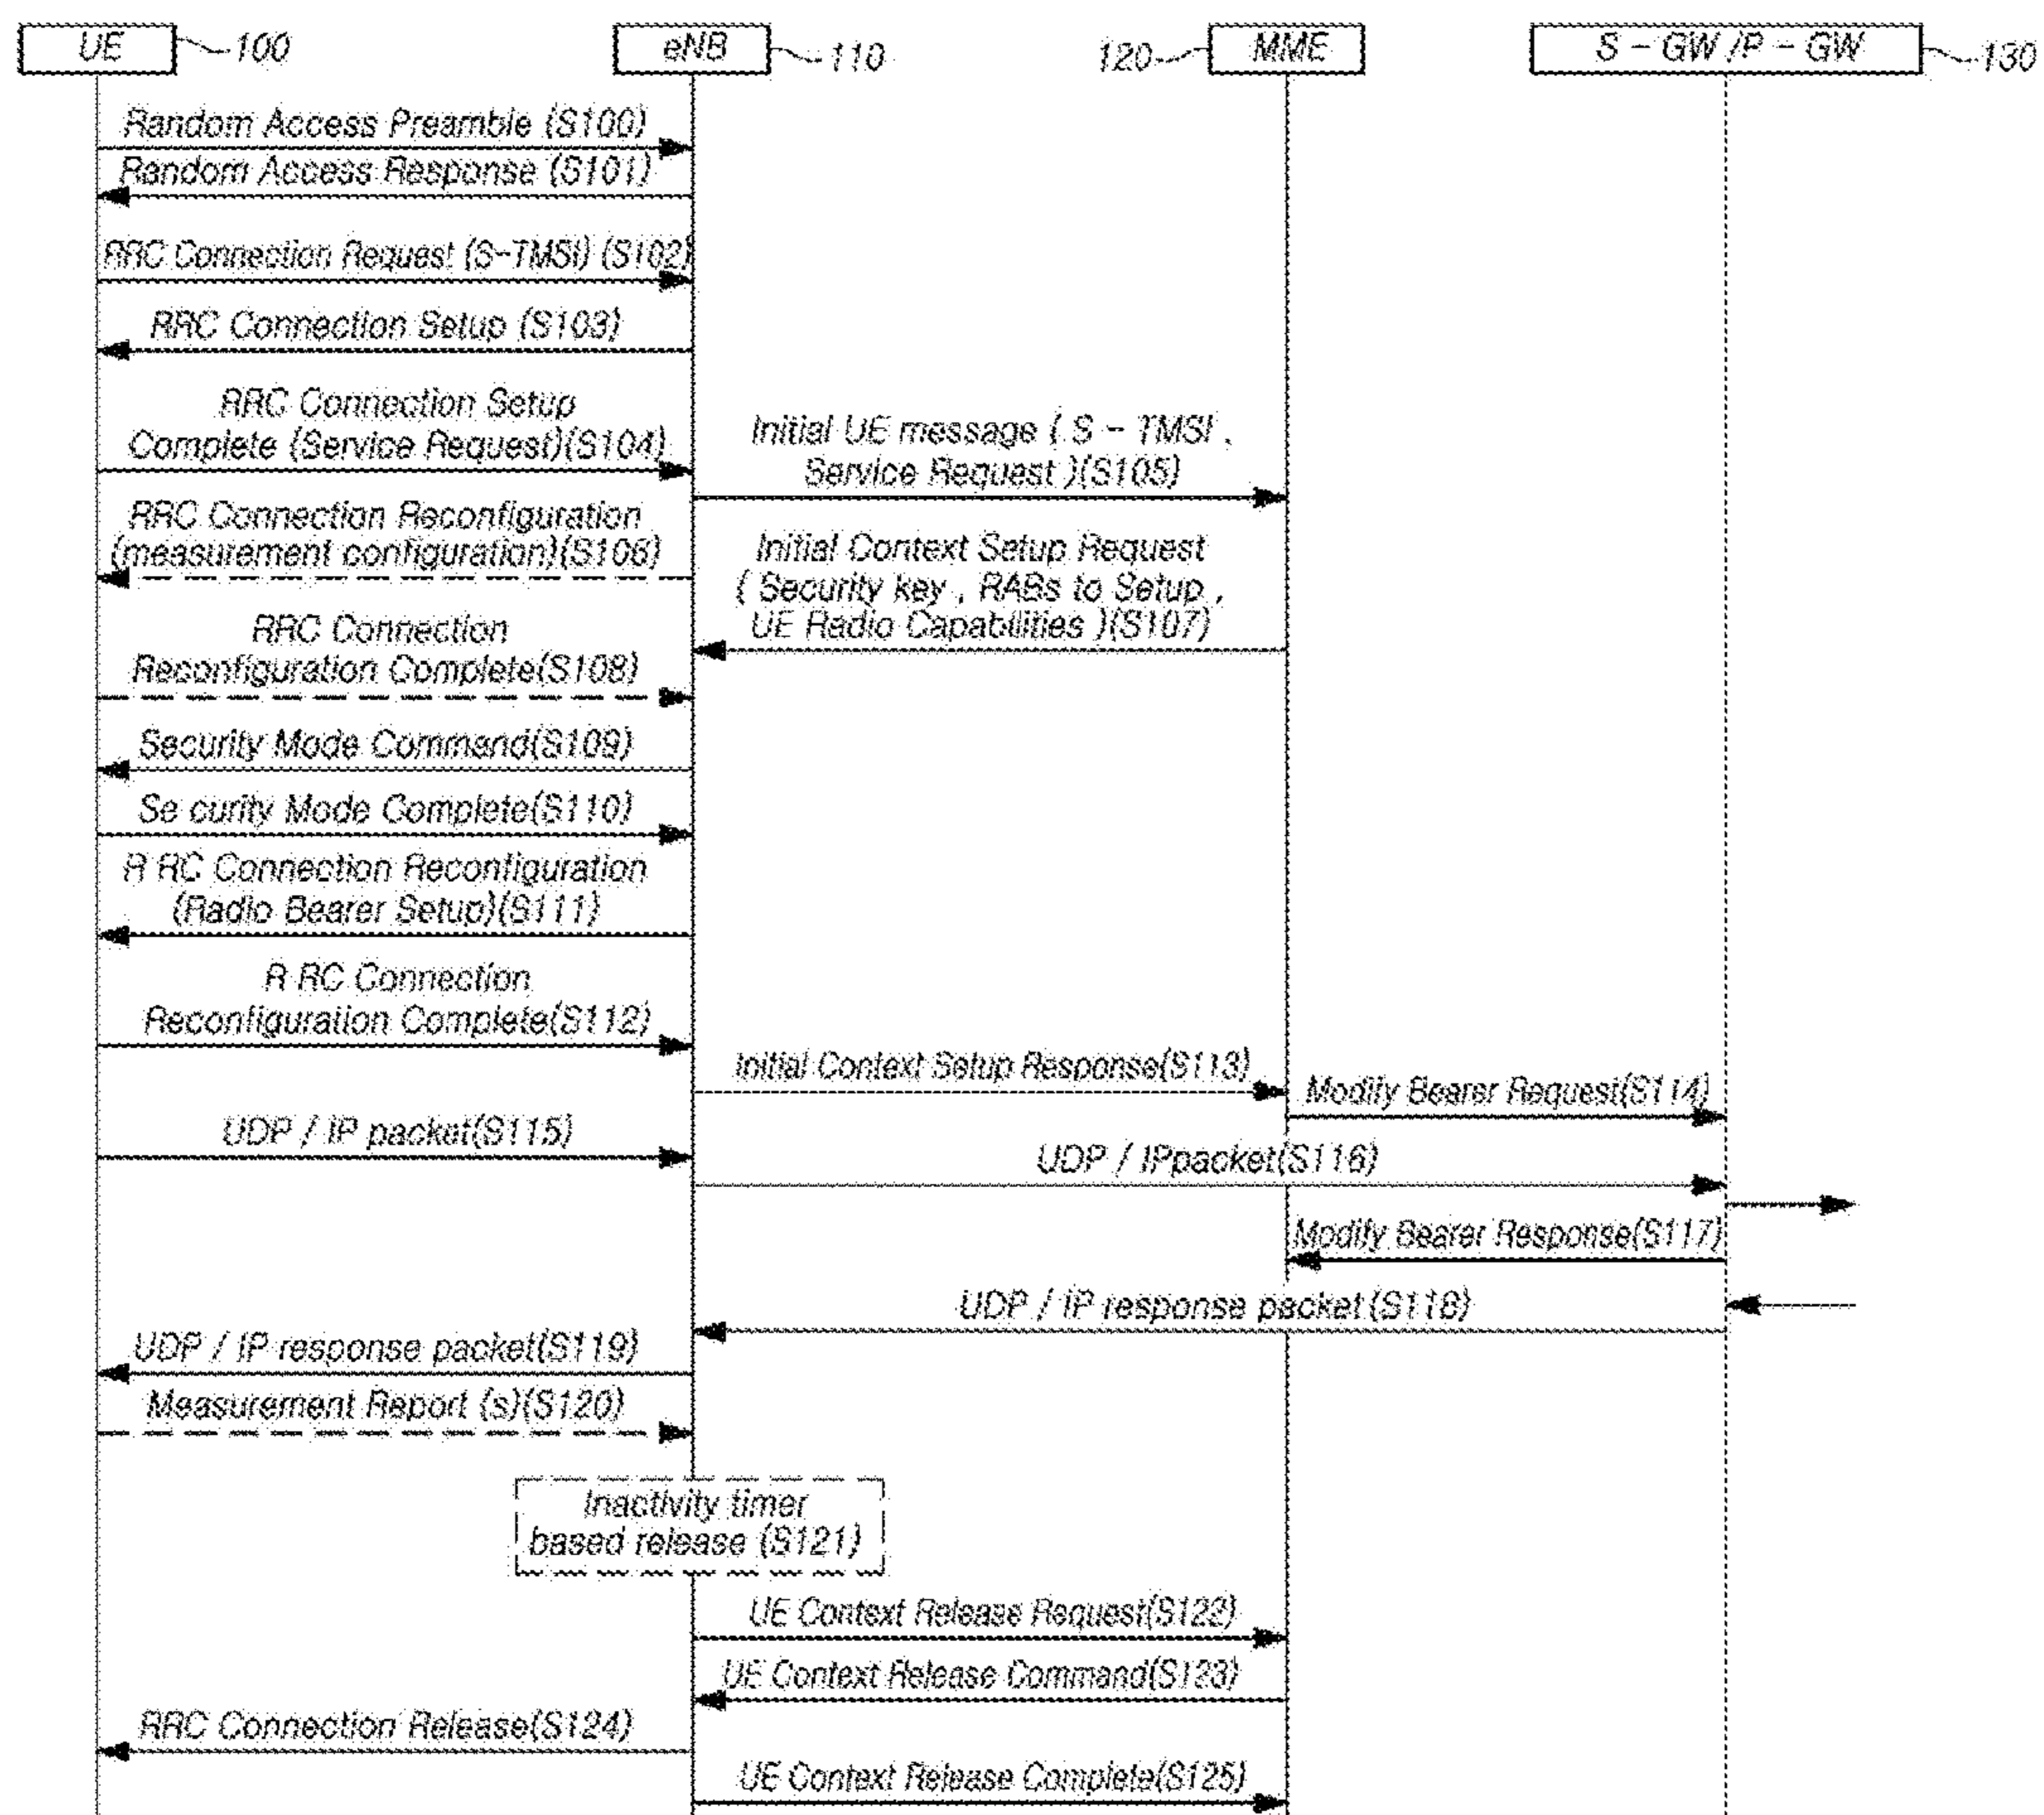 UE 100 eNB 110 120 MME S - GW /P - GW 130
Random Access Preamble (S100)
Random Access Response (S101)
RRC Connection Request (S-TMSI) (S102)
RRC Connection Setup (S103)
RRC Connection Setup
Complete (Service Request)(S104)
Initial UE message ( S - TMSI ,
Service Request )(S105)
RRC Connection Reconfiguration
(measurement configuration)(S106)
Initial Context Setup Request
( Security key , RABs to Setup ,
UE Radio Capabilities )(S107)
RRC Connection
Reconfiguration Complete(S108)
Security Mode Command(S109)
Se curity Mode Complete(S110)
R RC Connection Reconfiguration
(Radio Bearer Setup)(S111)
R RC Connection
Reconfiguration Complete(S112)
Initial Context Setup Response(S113)
Modify Bearer Request(S114)
UDP / IP packet(S115)
UDP / IPpacket(S116)
Modify Bearer Response(S117)
UDP / IP response packet(S118)
UDP / IP response packet(S119)
Measurement Report (s)(S120)
Inactivity timer
based release (S121)
UE Context Release Request(S122)
UE Context Release Command(S123)
RRC Connection Release(S124)
UE Context Release Complete(S125)